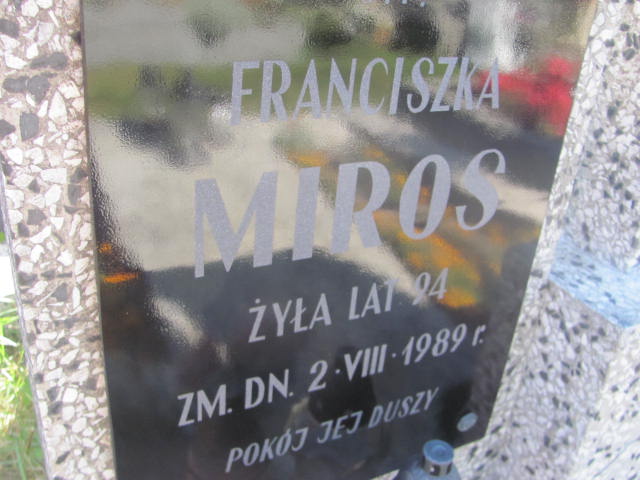 FRANCISZKA
MIROS
ŻYŁA LAT 94
ZM. DN. 2·VIII·1989 r.
POKÓJ JEJ DUSZY